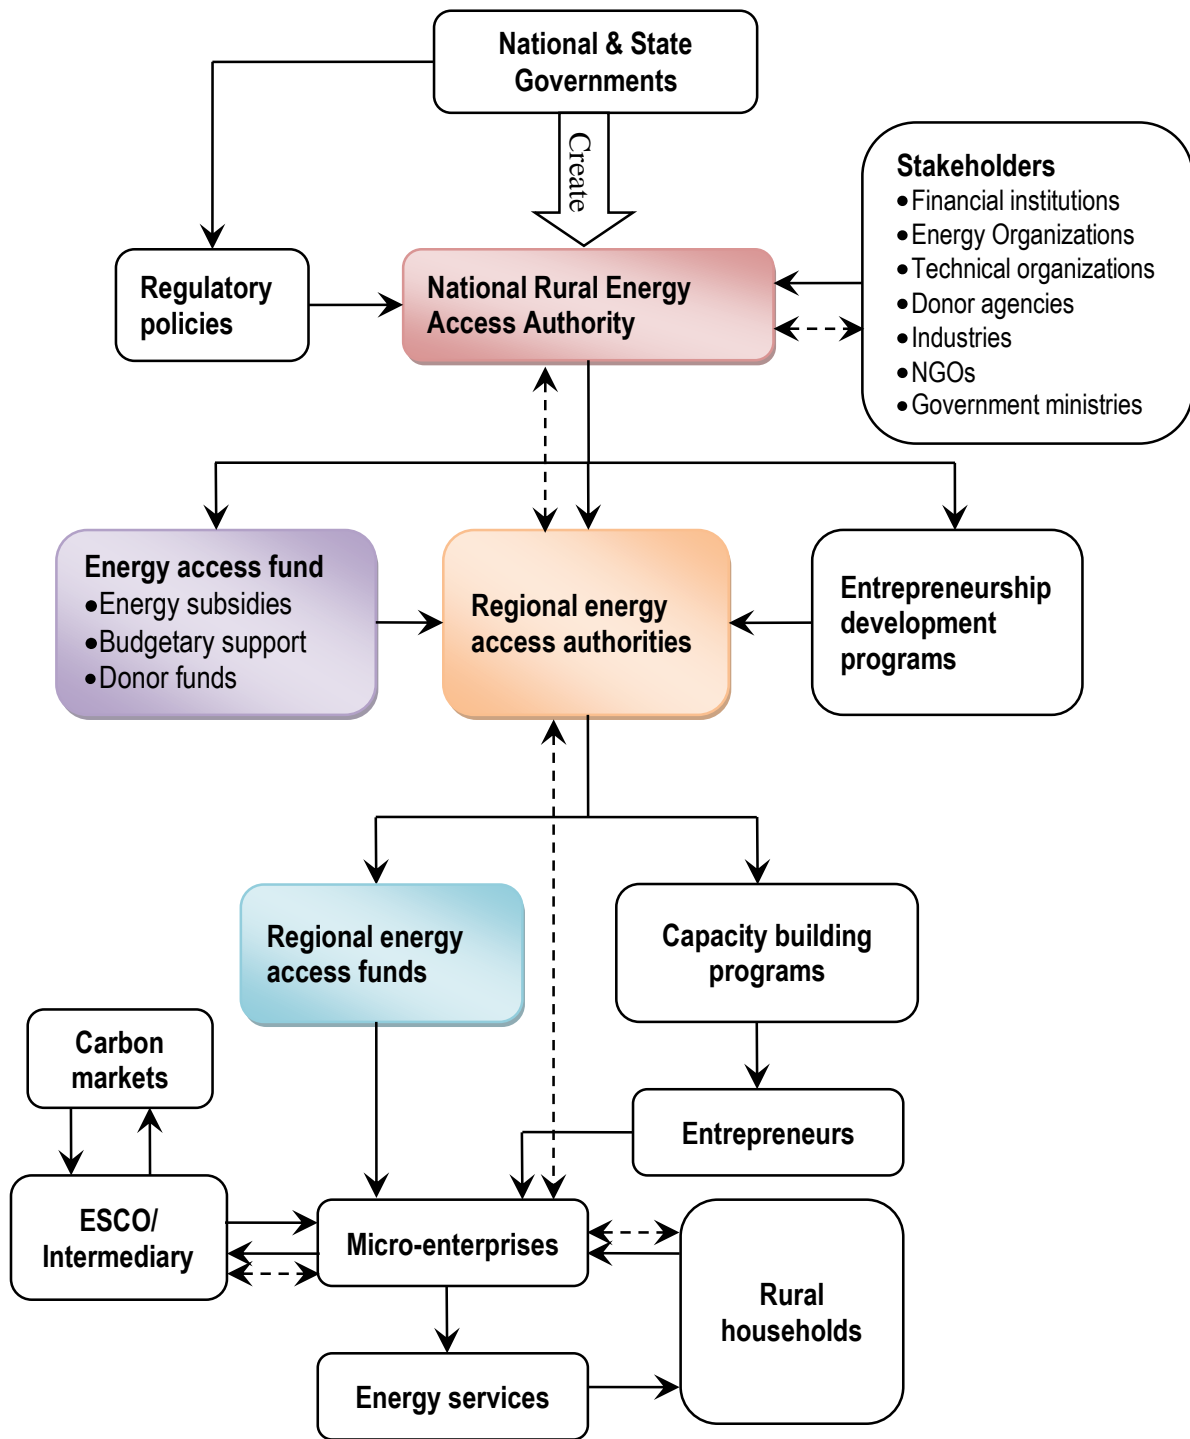 National & State
Governments
Create
Stakeholders
•Financial institutions
•Energy Organizations
•Technical organizations
•Donor agencies
•Industries
•NGOs
•Government ministries
Regulatory
policies
National Rural Energy
Access Authority
Energy access fund
•Energy subsidies
•Budgetary support
•Donor funds
Regional energy
access authorities
Entrepreneurship
development
programs
Regional energy
access funds
Capacity building
programs
Carbon
markets
Entrepreneurs
ESCO/
Intermediary
Micro-enterprises
Rural
households
Energy services